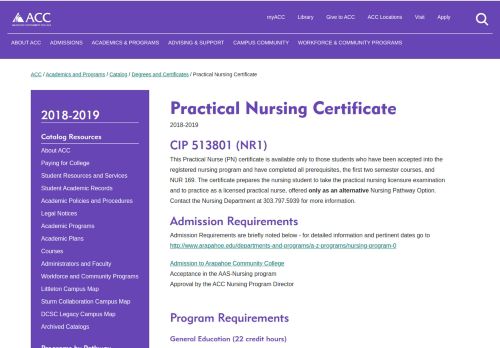 ACC
myACC Library Give to ACC ACC Locations Visit Apply
ABOUT ACC ADMISSIONS ACADEMICS & PROGRAMS ADVISING & SUPPORT CAMPUS COMMUNITY WORKFORCE & COMMUNITY PROGRAMS
ACC / Academics and Programs / Catalog / Degrees and Certificates / Practical Nursing Certificate
2018-2019
Catalog Resources
About ACC
Paying for College
Student Resources and Services
Student Academic Records
Academic Policies and Procedures
Legal Notices
Academic Programs
Academic Plans
Courses
Administrators and Faculty
Workforce and Community Programs
Littleton Campus Map
Sturm Collaboration Campus Map
DCSC Legacy Campus Map
Archived Catalogs
Programs by Pathway
Practical Nursing Certificate
2018-2019
CIP 513801 (NR1)
This Practical Nurse (PN) certificate is available only to those students who have been accepted into the
registered nursing program and have completed all prerequisites, the first two semester courses, and
NUR 169. The certificate prepares the nursing student to take the practical nursing licensure examination
and to practice as a licensed practical nurse, offered only as an alternative Nursing Pathway Option.
Contact the Nursing Department at 303.797.5939 for more information.
Admission Requirements
Admission Requirements are briefly noted below - for detailed information and pertinent dates go to
http://www.arapahoe.edu/departments-and-programs/a-z-programs/nursing-program-0
Admission to Arapahoe Community College
Acceptance in the AAS-Nursing program
Approval by the ACC Nursing Program Director
Program Requirements
General Education (22 credit hours)